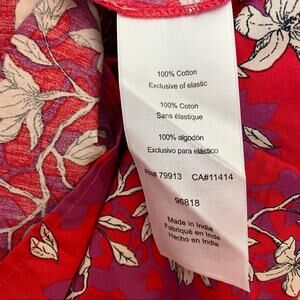 100% Cotton
Exclusive of elastic
100% Coton
Sans élastique
100% algodón
Exclusivo para elástico
RN# 79913 CA#11414
96818
Made in India
Fabriqué en Inde
Hecho en India